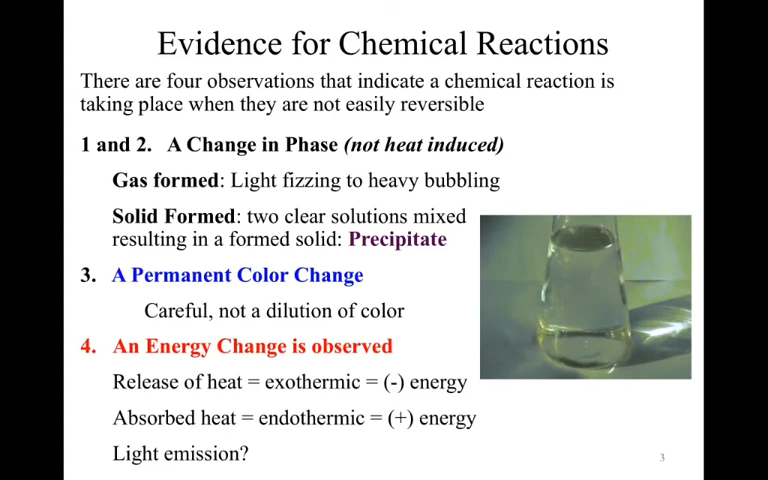 Evidence for Chemical Reactions
There are four observations that indicate a chemical reaction is
taking place when they are not easily reversible
1 and 2. A Change in Phase (not heat induced)
Gas formed: Light fizzing to heavy bubbling
Solid Formed: two clear solutions mixed
resulting in a formed solid: Precipitate
3. A Permanent Color Change
Careful, not a dilution of color
4. An Energy Change is observed
Release of heat = exothermic = (-) energy
Absorbed heat = endothermic = (+) energy
Light emission?
3